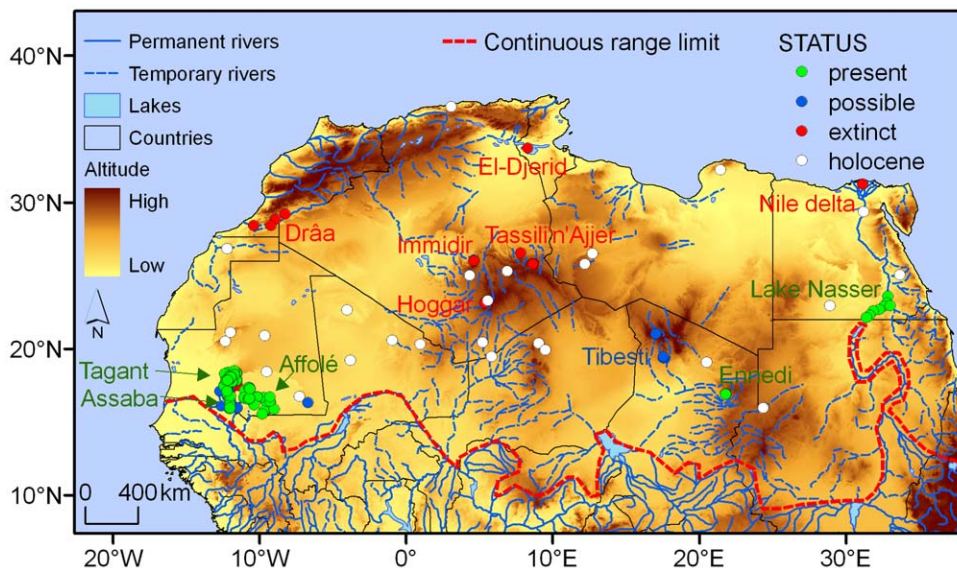 40°N
30°N
20°N
10°N
Permanent rivers
Temporary rivers
Lakes
Countries
Altitude
High
Low
N
Continuous range limit
STATUS
present
possible
extinct
holocene
El-Djerid
Nile delta
Drâa
Immidir
Tassili n'Ajjer
Hoggar
Lake Nasser
Tibesti
Ennedi
Tagant
Affolé
Assaba
0 400 km
20°W 10°W 0° 10°E 20°E 30°E